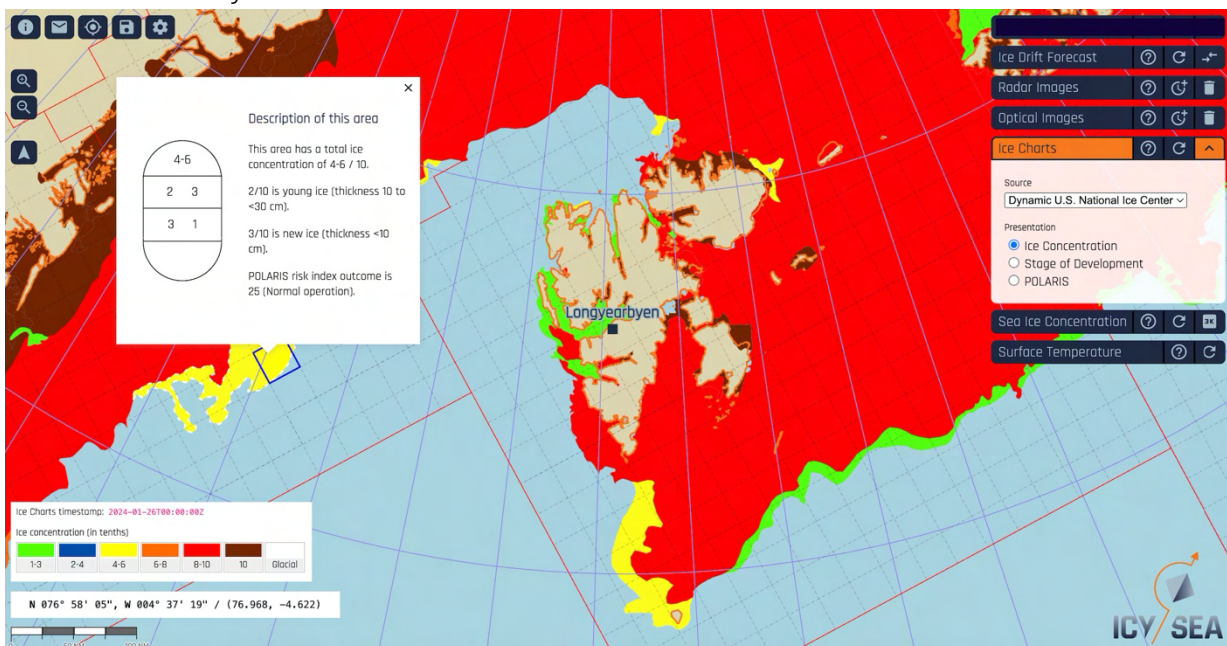 Description of this area
This area has a total ice
concentration of 4-6 / 10.
2/10 is young ice (thickness 10 to
<30 cm).
3/10 is new ice (thickness <10
cm).
POLARIS risk index outcome is
25 (Normal operation).
4-6
2 3
3 1
Longyearbyen
Ice Drift Forecast
Radar Images
Optical Images
Ice Charts
Source
Dynamic U.S. National Ice Center
Presentation
Ice Concentration
Stage of Development
POLARIS
Sea Ice Concentration
3K
Surface Temperature
Ice Charts timestamp: 2024-01-26T00:00:00Z
Ice concentration (in tenths)
1-3 2-4 4-6 6-8 8-10 10 Glacial
N 076° 58' 05", W 004° 37' 19" / (76.968, -4.622)
ICY SEA